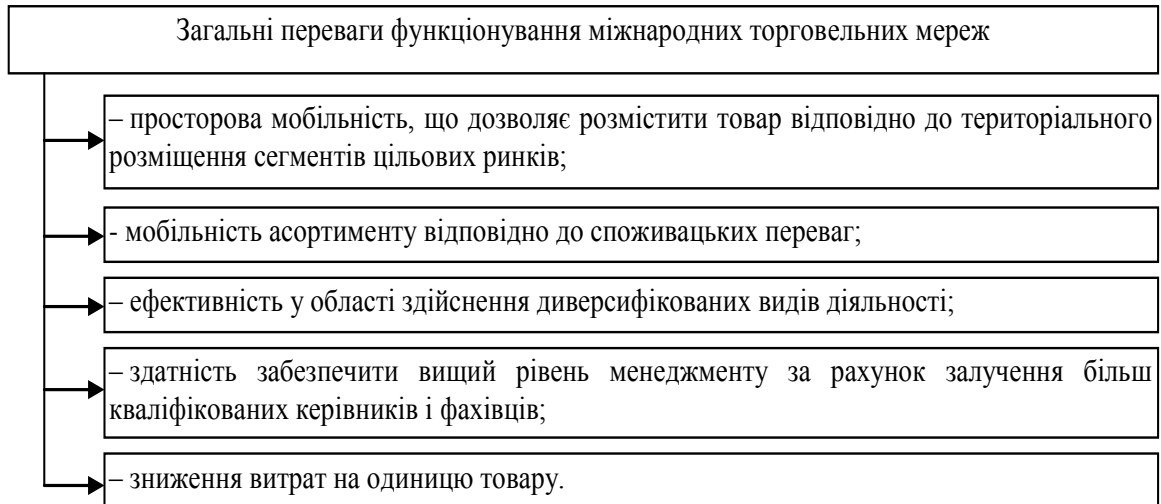 Загальні переваги функціонування міжнародних торговельних мереж
– просторова мобільність, що дозволяє розмістити товар відповідно до територіального
розміщення сегментів цільових ринків;
- мобільність асортименту відповідно до споживацьких переваг;
– ефективність у області здійснення диверсифікованих видів діяльності;
– здатність забезпечити вищий рівень менеджменту за рахунок залучення більш
кваліфікованих керівників і фахівців;
– зниження витрат на одиницю товару.